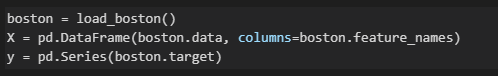 boston = load_boston()
X = pd.DataFrame(boston.data, columns=boston.feature_names)
y = pd.Series(boston.target)